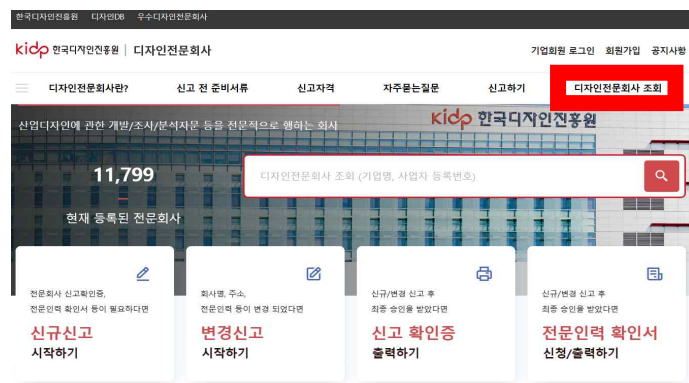 한국디자인진흥원 디자인DB 우수디자인전문회사
kidp 한국디자인진흥원 디자인전문회사
기업회원 로그인 회원가입 공지사항
디자인전문회사란? 신고 전 준비서류 신고자격 자주묻는질문 신고하기 디자인전문회사 조회
산업디자인에 관한 개발/조사/분석자문 등을 전문적으로 행하는 회사
kidp 한국디자인진흥원
11,799
디자인전문회사 조회 (기업명, 사업자 등록번호)
현재 등록된 전문회사
전문회사 신고확인증,
전문인력 확인서 등이 필요하다면
신규신고
시작하기
회사명, 주소,
전문인력 등이 변경 되었다면
변경신고
시작하기
신규/변경 신고 후
최종 승인을 받았다면
신고 확인증
출력하기
신규/변경 신고 후
최종 승인을 받았다면
전문인력 확인서
신청/출력하기